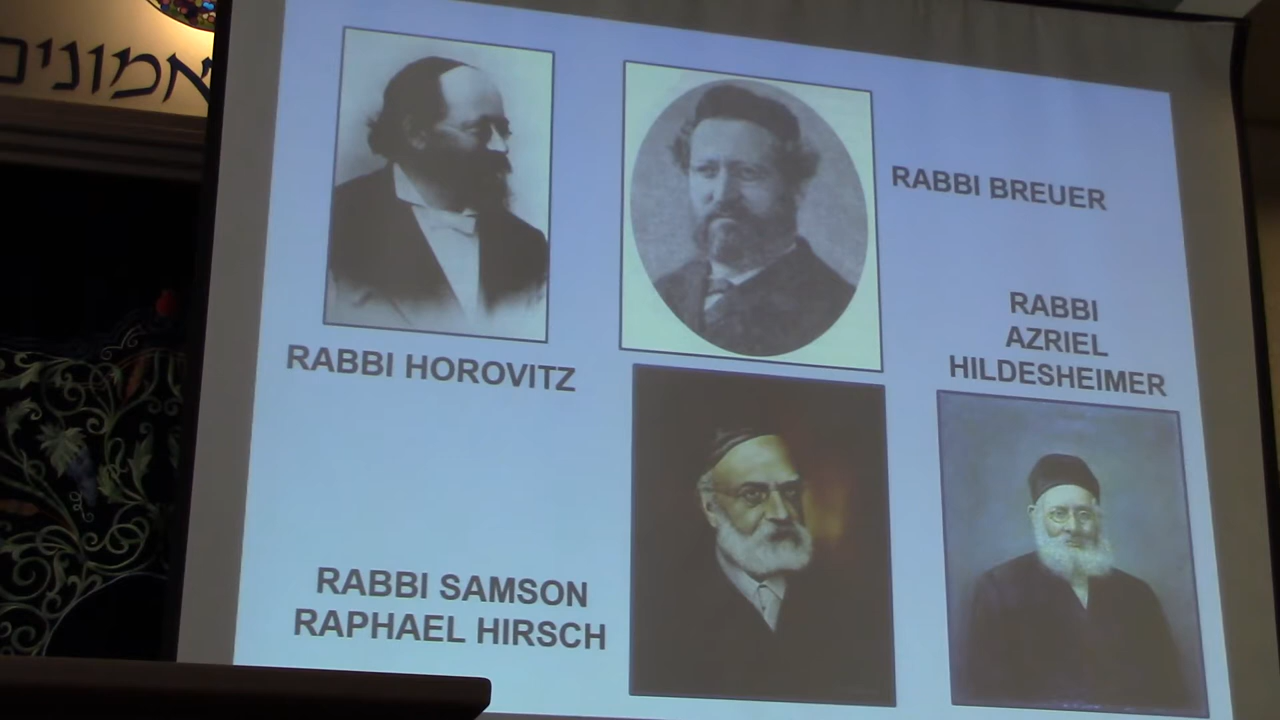 אמונים
RABBI HOROVITZ
RABBI BREUER
RABBI
AZRIEL
HILDESHEIMER
RABBI SAMSON
RAPHAEL HIRSCH